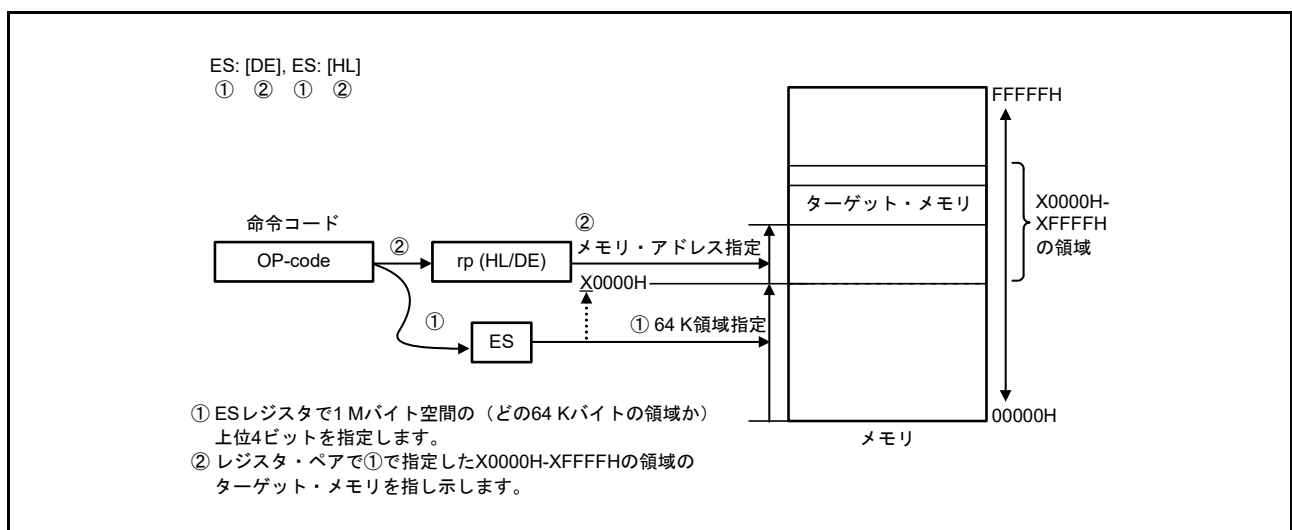 ES: [DE], ES: [HL]
① ② ① ②
FFFFFH
ターゲット・メモリ
X0000H-
XFFFFH
の領域
命令コード
OP-code
②
rp (HL/DE)
②
メモリ・アドレス指定
X0000H
①
ES
① 64 K領域指定
00000H
メモリ
① ESレジスタで1 Mバイト空間の（どの64 Kバイトの領域か）
上位4ビットを指定します。
② レジスタ・ペアで①で指定したX0000H-XFFFFHの領域の
ターゲット・メモリを指し示します。